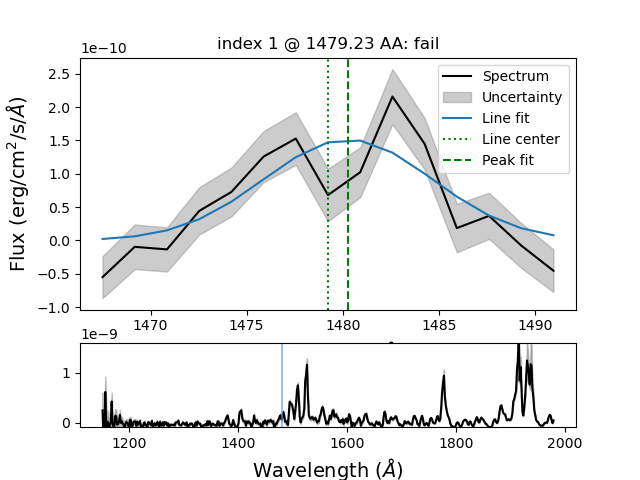 index 1 @ 1479.23 AA: fail
1e−10
2.5
2.0
1.5
1.0
0.5
0.0
−0.5
−1.0
Flux (erg/cm²/s/Å)
Spectrum
Uncertainty
Line fit
Line center
Peak fit
1470 1475 1480 1485 1490
1e−9
1
0
1200 1400 1600 1800 2000
Wavelength (Å)